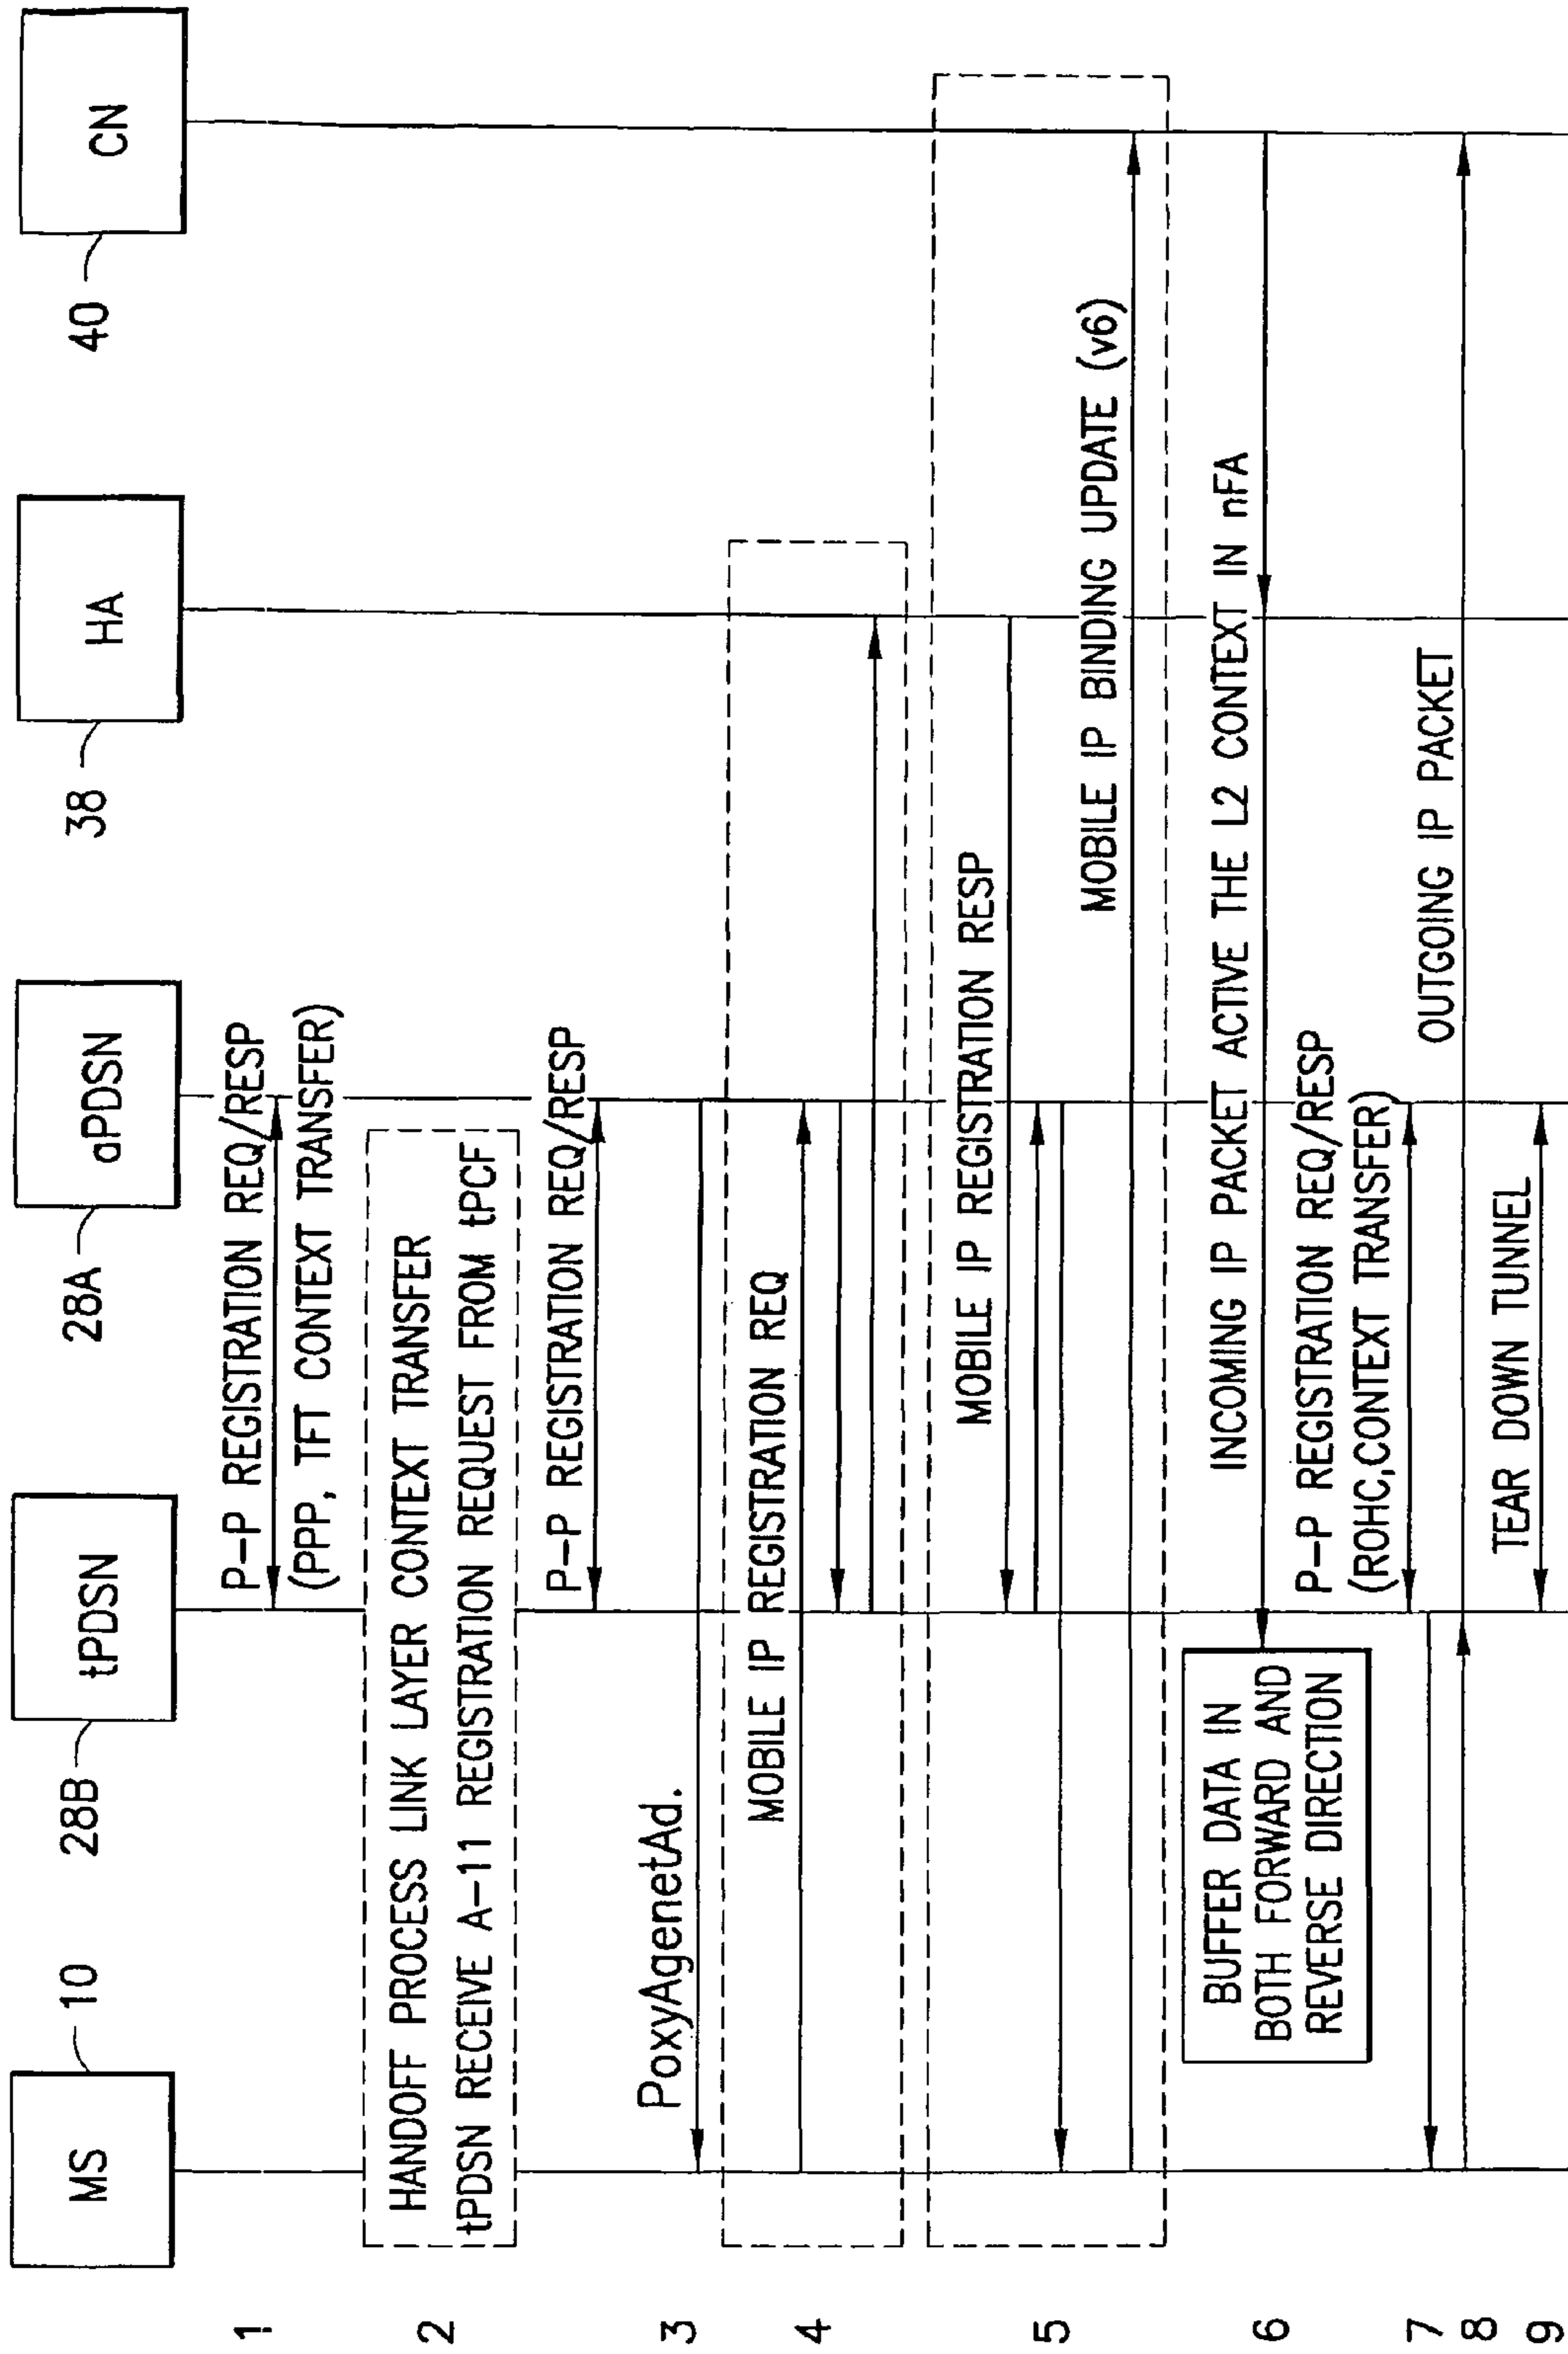 MS
10
tPDSN
28B
aPDSN
28A
HA
38
CN
40
1
P-P REGISTRATION REQ/RESP
(PPP, TFT CONTEXT TRANSFER)
2
HANDOFF PROCESS LINK LAYER CONTEXT TRANSFER
tPDSN RECEIVE A-11 REGISTRATION REQUEST FROM tPCF
P-P REGISTRATION REQ/RESP
3
PoxyAgenetAd.
4
MOBILE IP REGISTRATION REQ
5
MOBILE IP REGISTRATION RESP
MOBILE IP BINDING UPDATE (v6)
6
INCOMING IP PACKET ACTIVE THE L2 CONTEXT IN nFA
BUFFER DATA IN
BOTH FORWARD AND
REVERSE DIRECTION
7
P-P REGISTRATION REQ/RESP
(ROHC,CONTEXT TRANSFER)
8
OUTGOING IP PACKET
9
TEAR DOWN TUNNEL